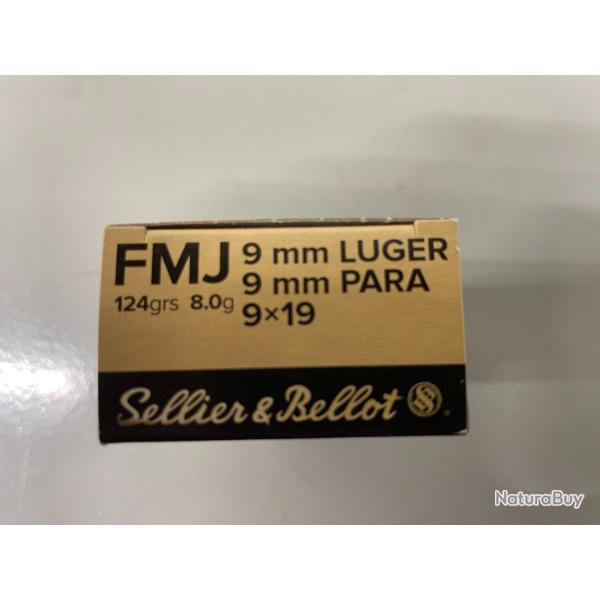 FMJ 9 mm LUGER
9 mm PARA
124grs 8.0g 9×19
Sellier & Bellot
NaturaBuy